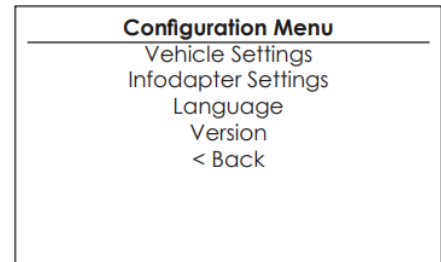 Configuration Menu
Vehicle Settings
Infodapter Settings
Language
Version
< Back